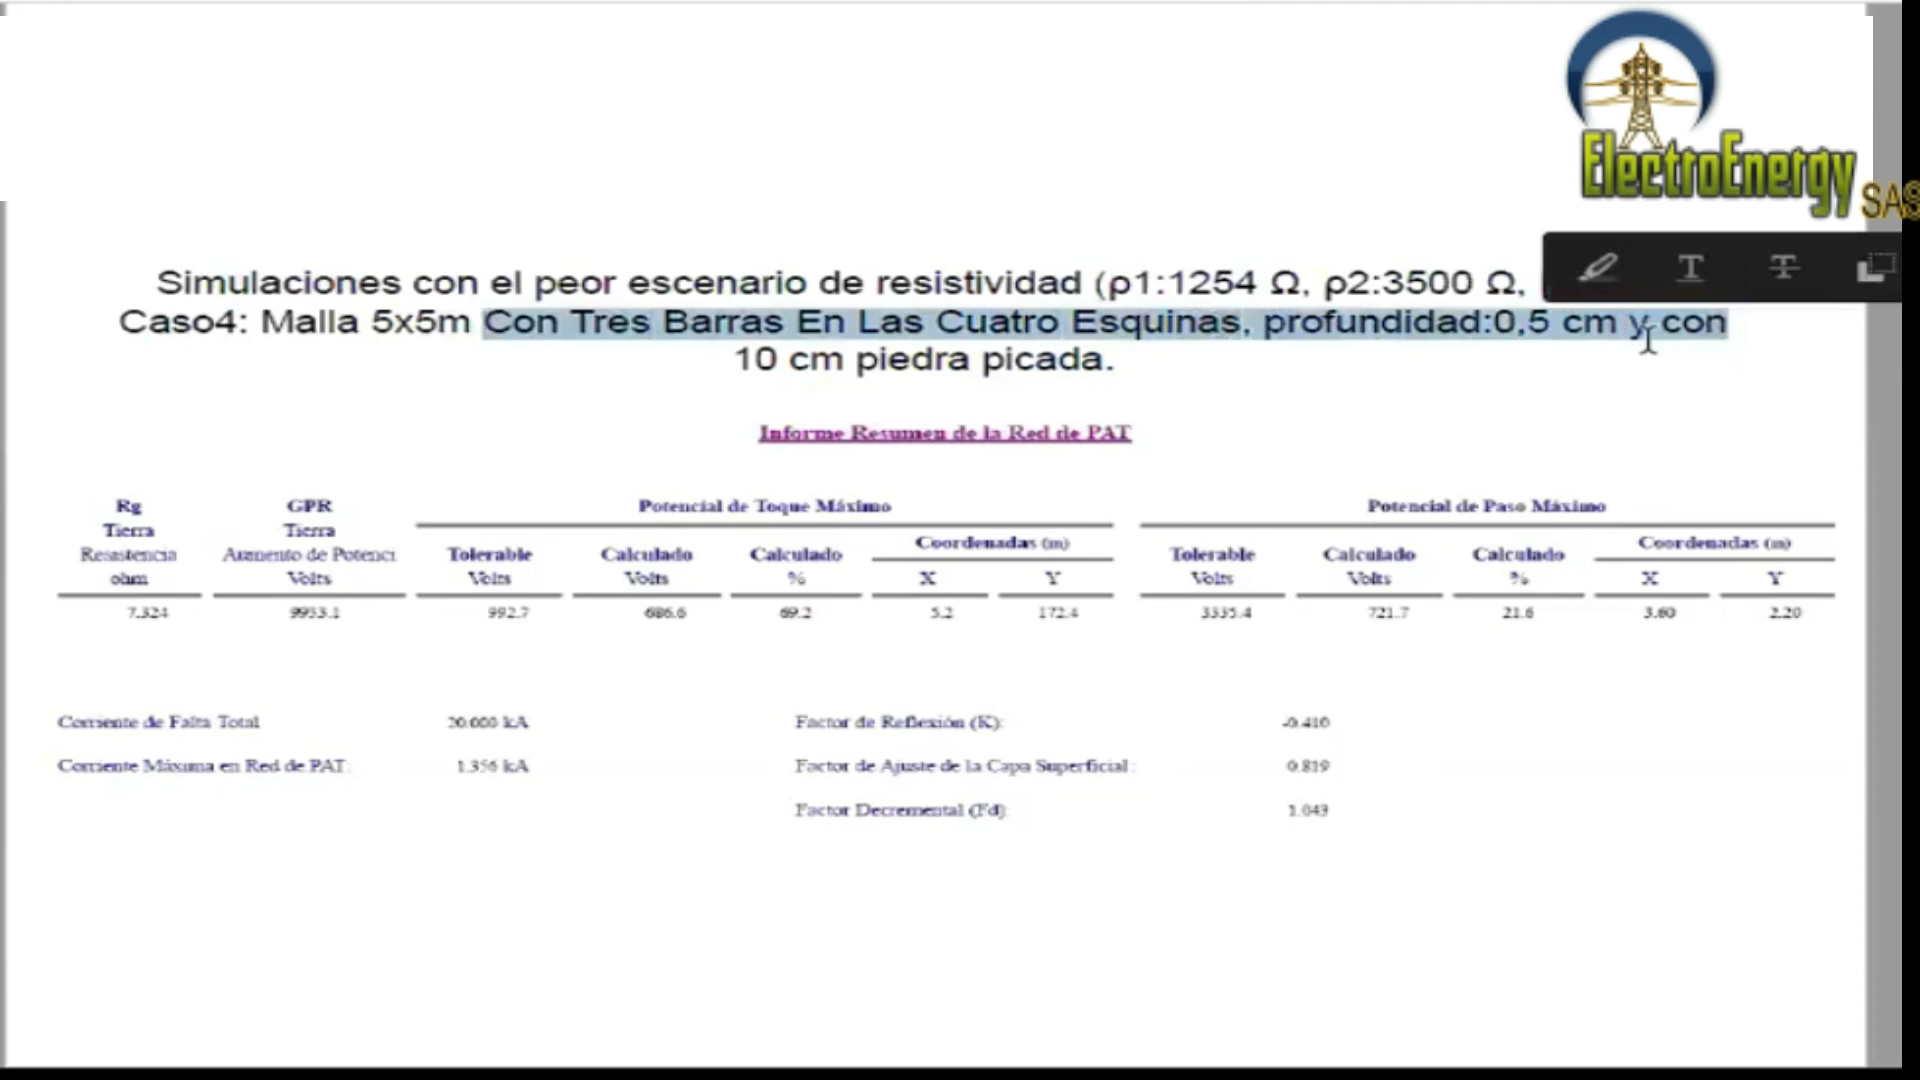 ElectroEnergy SAS
Simulaciones con el peor escenario de resistividad (ρ1:1254 Ω, ρ2:3500 Ω,
Caso4: Malla 5x5m Con Tres Barras En Las Cuatro Esquinas, profundidad:0,5 cm y con
10 cm piedra picada.
Informe Resumen de la Red de PAT
Rg GPR Potencial de Toque Máximo Potencial de Paso Máximo
Tierra Tierra
Coordenadas (m) Coordenadas (m)
Resistencia Aumento de Potenci Tolerable Calculado Calculado Tolerable Calculado Calculado
ohm Volts Volts Volts % X Y Volts Volts % X Y
7.324 9953.1 992.7 686.6 69.2 5.2 172.4 3335.4 721.7 21.6 3.60 2.20
Corriente de Falta Total Factor de Reflexión (K): -0.410
Corriente Máxima en Red de PAT: 1.356 kA Factor de Ajuste de la Capa Superficial: 0.819
Factor Decremental (Fd): 1.043